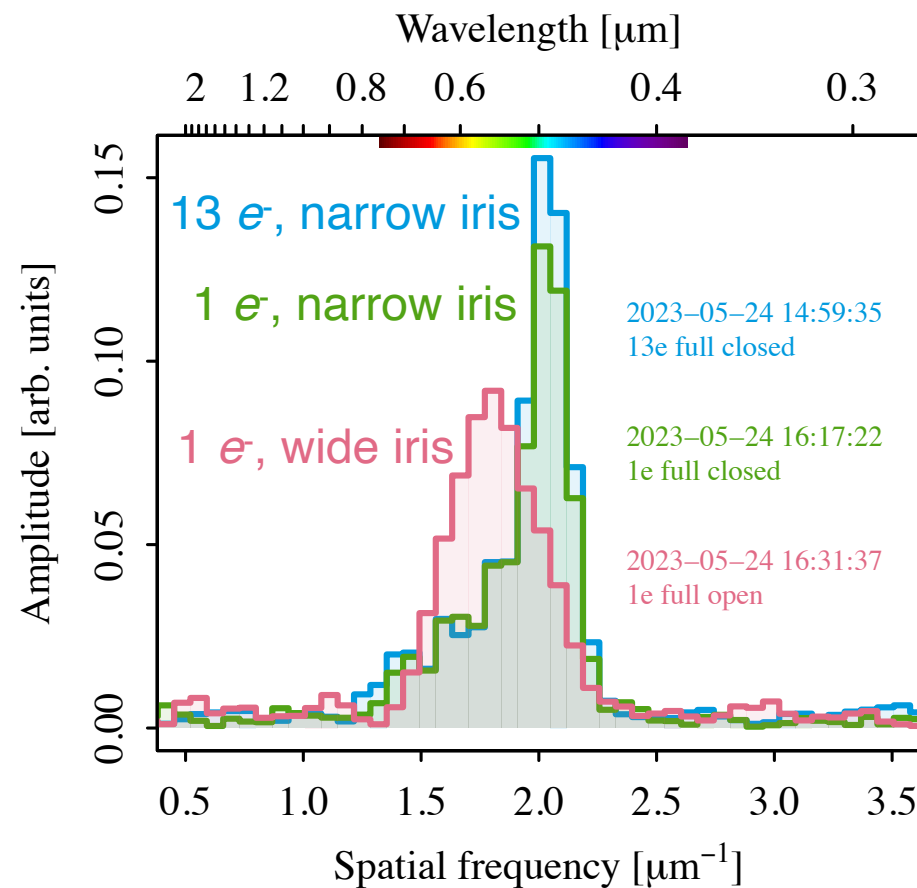 Wavelength [μm]
2 1.2 0.8 0.6 0.4 0.3
0.15
13 e-, narrow iris
1 e-, narrow iris
2023–05–24 14:59:35
13e full closed
0.10
Amplitude [arb. units]
1 e-, wide iris
2023–05–24 16:17:22
1e full closed
0.05
2023–05–24 16:31:37
1e full open
0.00
0.5 1.0 1.5 2.0 2.5 3.0 3.5
Spatial frequency [μm⁻¹]